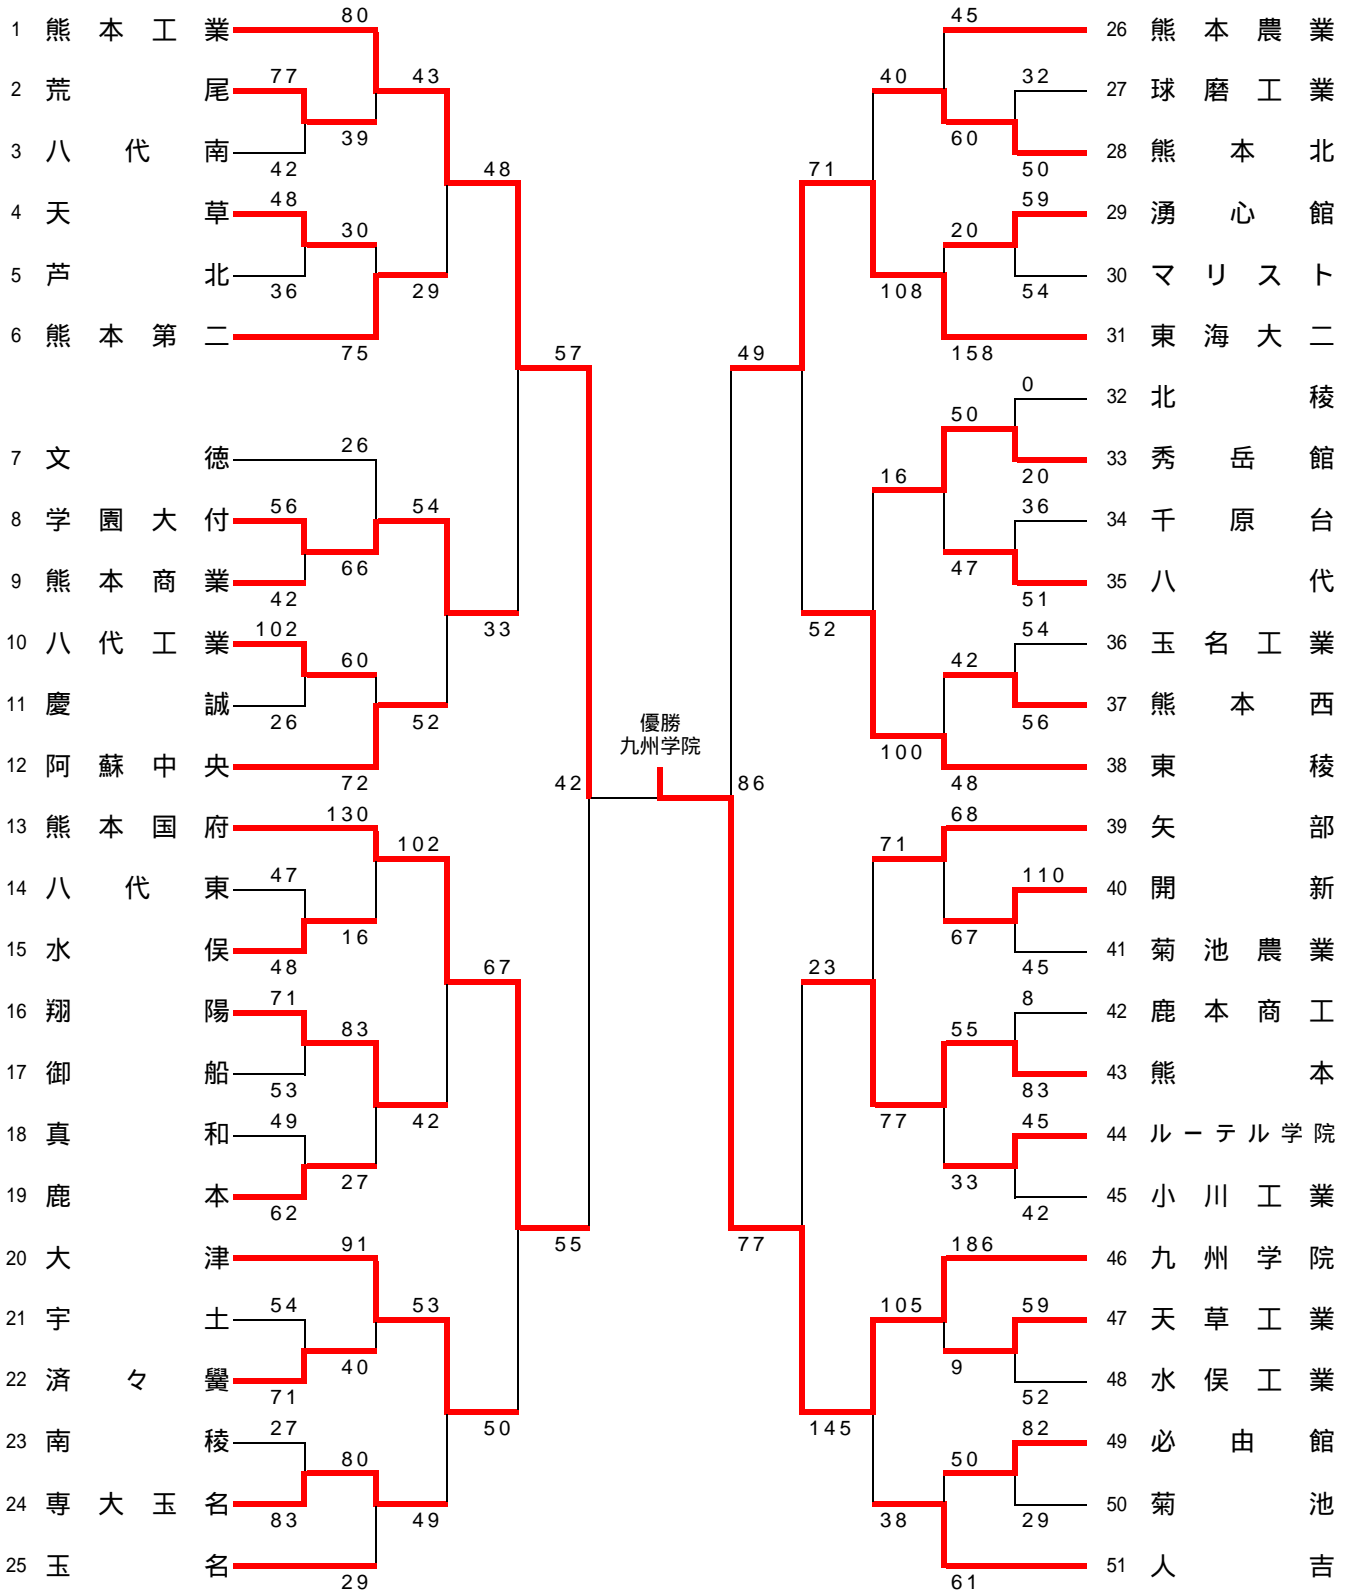 1 熊本工業 80
2 荒尾 77
43
39
3 八代南 42
48
4 天草 48
30
5 芦北 36
29
6 熊本第二 75
57
7 文徳 26
8 学園大付 56
54
66
9 熊本商業 42
33
10 八代工業 102
60
11 慶誠 26
52
12 阿蘇中央 72
42
13 熊本国府 130
102
14 八代東 47
16
15 水俣 48
67
16 翔陽 71
83
17 御船 53
42
18 真和 49
27
19 鹿本 62
55
20 大津 91
21 宇土 54
53
40
22 済々黌 71
50
23 南稜 27
80
24 専大玉名 83
49
25 玉名 29
優勝
九州学院
45 26 熊本農業
40
32 27 球磨工業
60
50 28 熊本北
71
59 29 湧心館
20
54 30 マリスト
108
158 31 東海大二
49
0 32 北稜
50
20 33 秀岳館
16
36 34 千原台
47
51 35 八代
52
54 36 玉名工業
42
56 37 熊本西
100
48 38 東稜
86
68 39 矢部
71
110 40 開新
67
45 41 菊池農業
23
8 42 鹿本商工
55
83 43 熊本
77
45 44 ルーテル学院
33
42 45 小川工業
77
186 46 九州学院
105
59 47 天草工業
9
52 48 水俣工業
145
82 49 必由館
50
29 50 菊池
38
61 51 人吉